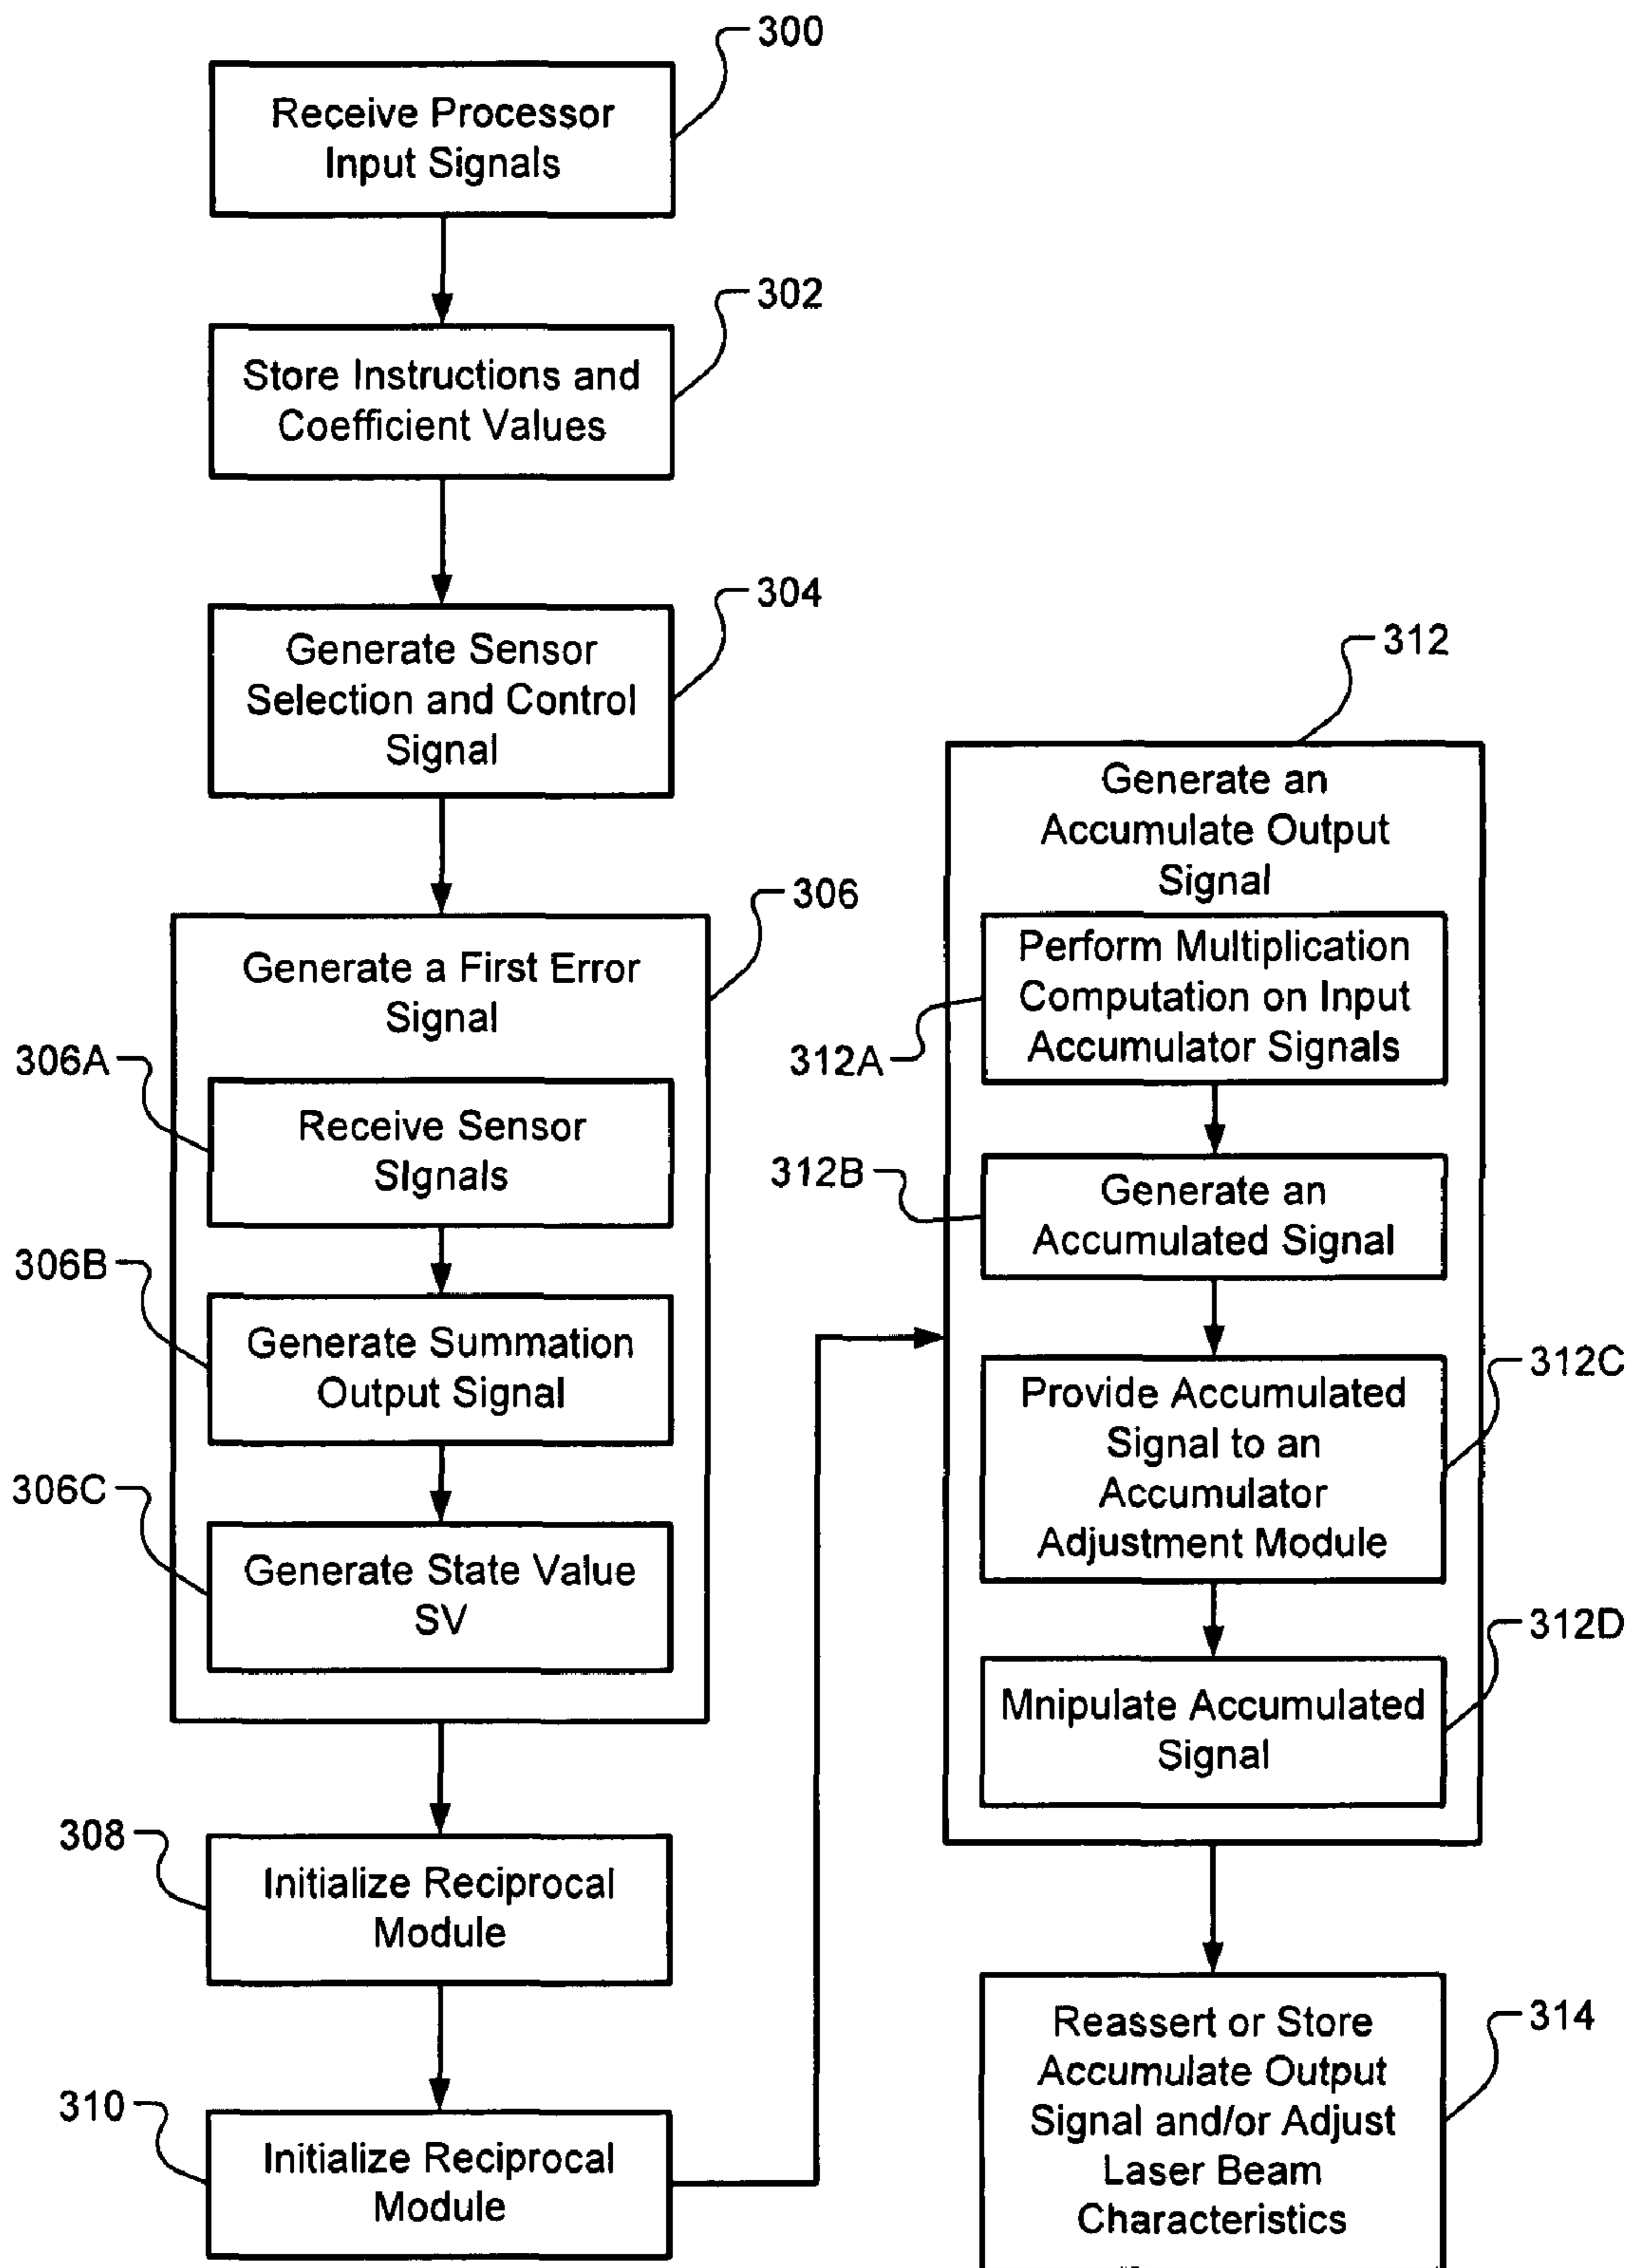 300
Receive Processor
Input Signals
302
Store Instructions and
Coefficient Values
304
Generate Sensor
Selection and Control
Signal
306
Generate a First Error
Signal
306A
Receive Sensor
SIgnals
306B
Generate Summation
Output Signal
306C
Generate State Value
SV
308
Initialize Reciprocal
Module
310
Initialize Reciprocal
Module
312
Generate an
Accumulate Output
Signal
Perform Multiplication
Computation on Input
Accumulator Signals
312A
312B
Generate an
Accumulated Signal
312C
Provide Accumulated
Signal to an
Accumulator
Adjustment Module
312D
Mnipulate Accumulated
Signal
314
Reassert or Store
Accumulate Output
Signal and/or Adjust
Laser Beam
Characteristics